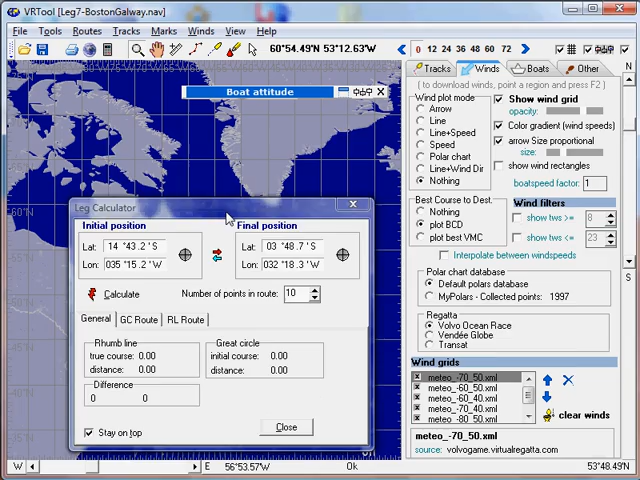 VRTool [Leg7-BostonGalway.nav]
File Tools Routes Tracks Marks Winds View Help
60°54.49'N 53°12.63'W
0 12 24 36 48 60 72
Boat attitude
Tracks Winds Boats Other
( to download winds, point a region and press F2 )
Wind plot mode
Arrow
Line
Line+Speed
Speed
Polar chart
Line+Wind Dir
Nothing
Show wind grid
opacity:
Color gradient (wind speeds)
arrow Size proportional
size:
show wind rectangles
boatspeed factor: 1
Best Course to Dest.
Nothing
plot BCD
plot best VMC
Wind filters
show tws >= 8
show tws <= 23
Interpolate between windspeeds
Polar chart database
Default polars database
MyPolars - Collected points: 1997
Regatta
Volvo Ocean Race
Vendée Globe
Transat
Wind grids
meteo_-70_50.xml
meteo_-50_50.xml
meteo_-60_40.xml
meteo_-70_40.xml
meteo_-80_50.xml
clear winds
meteo_-70_50.xml
source: volvogame.virtualregatta.com
Leg Calculator
Initial position
Lat: 14 °43.2 ' S
Lon: 035 °15.2 ' W
Final position
Lat: 03 °48.7 ' S
Lon: 032 °18.3 ' W
Calculate
Number of points in route: 10
General GC Route RL Route
Rhumb line
true course: 0.00
distance: 0.00
Great circle
initial course: 0.00
distance: 0.00
Difference
0 0
Stay on top
Close
N
S
W E 56°53.57'W Ok 53°48.49'N